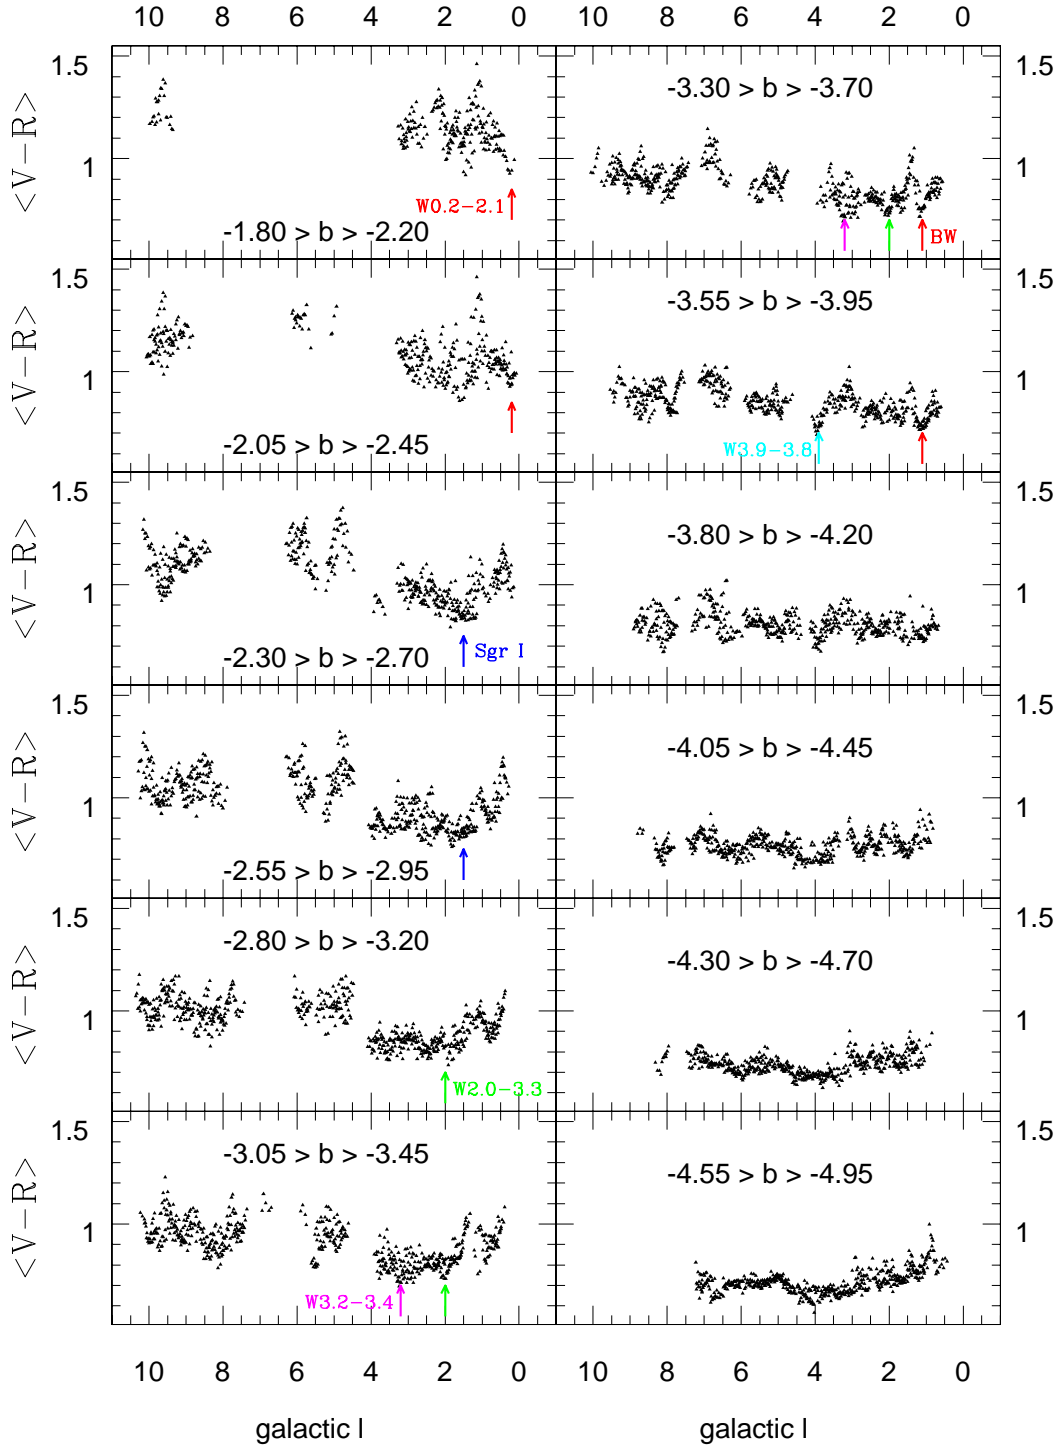 10 8 6 4 2 0 10 8 6 4 2 0
1.5 1.5
<V−R>
-3.30 > b > -3.70
1 1
W0.2−2.1
-1.80 > b > -2.20
BW
1.5 1.5
<V−R>
-3.55 > b > -3.95
1 1
-2.05 > b > -2.45
W3.9−3.8
1.5 1.5
<V−R>
-3.80 > b > -4.20
1 1
Sgr I
-2.30 > b > -2.70
1.5 1.5
<V−R>
-4.05 > b > -4.45
1 1
-2.55 > b > -2.95
1.5 1.5
<V−R>
-2.80 > b > -3.20
-4.30 > b > -4.70
1 1
W2.0−3.3
1.5 1.5
<V−R>
-3.05 > b > -3.45
-4.55 > b > -4.95
1 1
W3.2−3.4
10 8 6 4 2 0 10 8 6 4 2 0
galactic l galactic l